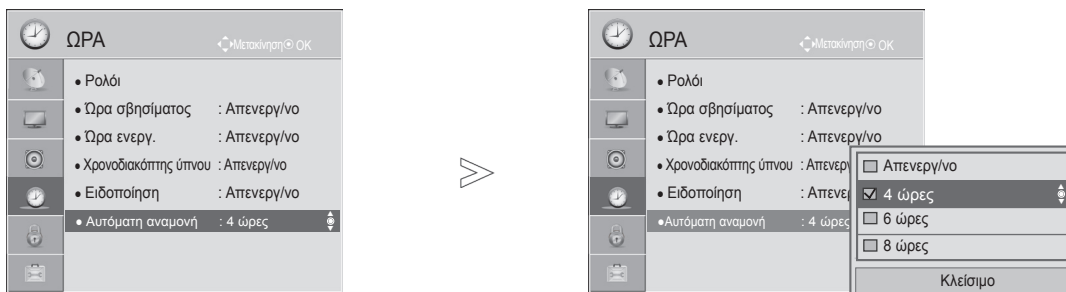 ΩΡΑ Μετακίνηση OK
• Ρολόι
• Ώρα σβησίματος : Απενεργ/νο
• Ώρα ενεργ. : Απενεργ/νο
• Χρονοδιακόπτης ύπνου : Απενεργ/νο
• Ειδοποίηση : Απενεργ/νο
• Αυτόματη αναμονή : 4 ώρες
ΩΡΑ Μετακίνηση OK
• Ρολόι
• Ώρα σβησίματος : Απενεργ/νο
• Ώρα ενεργ. : Απενεργ/νο
• Χρονοδιακόπτης ύπνου : Απενεργ
• Ειδοποίηση : Απενε
•Αυτόματη αναμονή : 4 ώρες
Απενεργ/νο
4 ώρες
6 ώρες
8 ώρες
Κλείσιμο